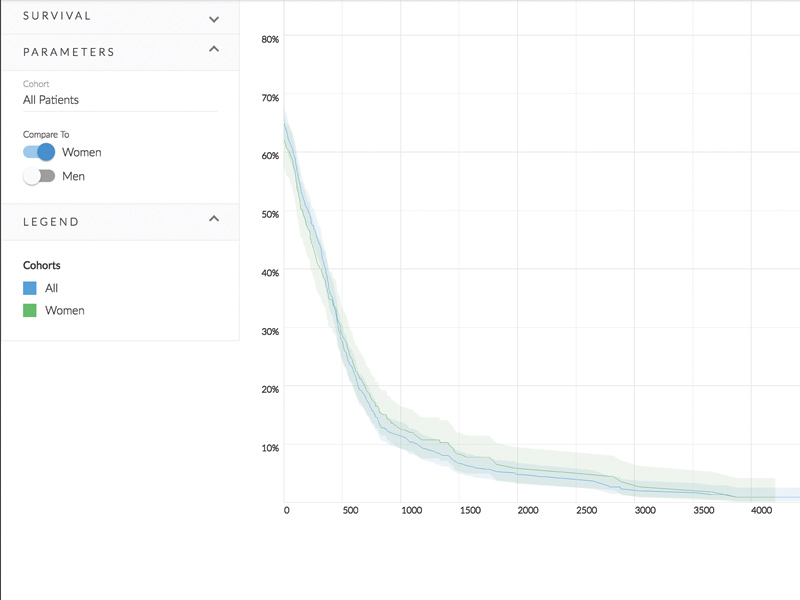 SURVIVAL
PARAMETERS
Cohort
All Patients
Compare To
Women
Men
LEGEND
Cohorts
All
Women
80%
70%
60%
50%
40%
30%
20%
10%
0 500 1000 1500 2000 2500 3000 3500 4000